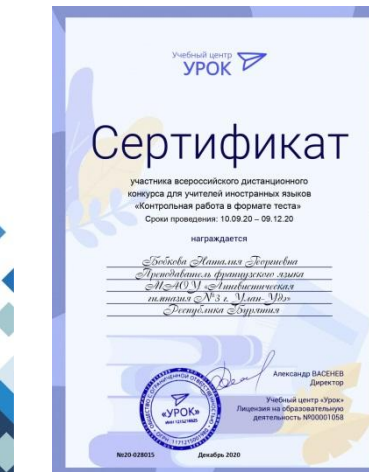 Учебный центр
УРОК
Сертификат
участника всероссийского дистанционного
конкурса для учителей иностранных языков
«Контрольная работа в формате теста»
Сроки проведения: 10.09.20 – 09.12.20
награждается
Бобкова Наталия Георгиевна
Преподаватель французского языка
МАОУ «Лингвистическая
гимназия №3 г. Улан-Удэ»
Республика Бурятия
Александр ВАСЕНЕВ
Директор
«УРОК»
Учебный центр «Урок»
Лицензия на образовательную
деятельность №00001058
№20-028015
Декабрь 2020